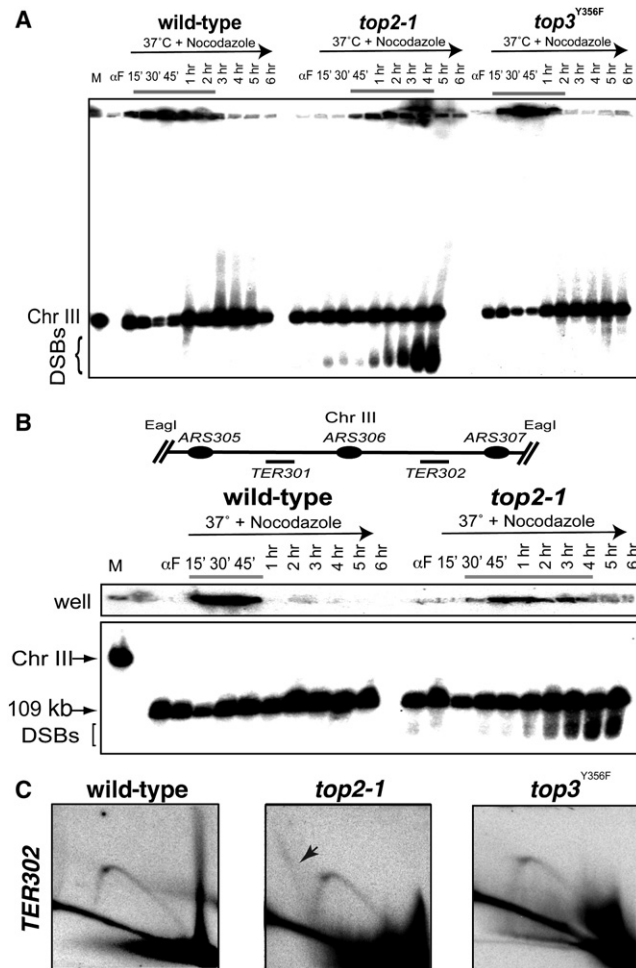 A
wild-type top2-1 top3 Y356F
37°C + Nocodazole 37°C + Nocodazole 37°C + Nocodazole
M αF 15' 30' 45' 1 hr 2 hr 3 hr 4 hr 5 hr 6 hr αF 15' 30' 45' 1 hr 2 hr 3 hr 4 hr 5 hr 6 hr αF 15' 30' 45' 1 hr 2 hr 3 hr 4 hr 5 hr 6 hr
Chr III
DSBs {
B
Chr III
EagI ARS305 ARS306 ARS307 EagI
TER301 TER302
wild-type top2-1
37° + Nocodazole 37° + Nocodazole
M αF 15' 30' 45' 1 hr 2 hr 3 hr 4 hr 5 hr 6 hr αF 15' 30' 45' 1 hr 2 hr 3 hr 4 hr 5 hr 6 hr
well
Chr III
109 kb
DSBs [
C
wild-type top2-1 top3 Y356F
TER302